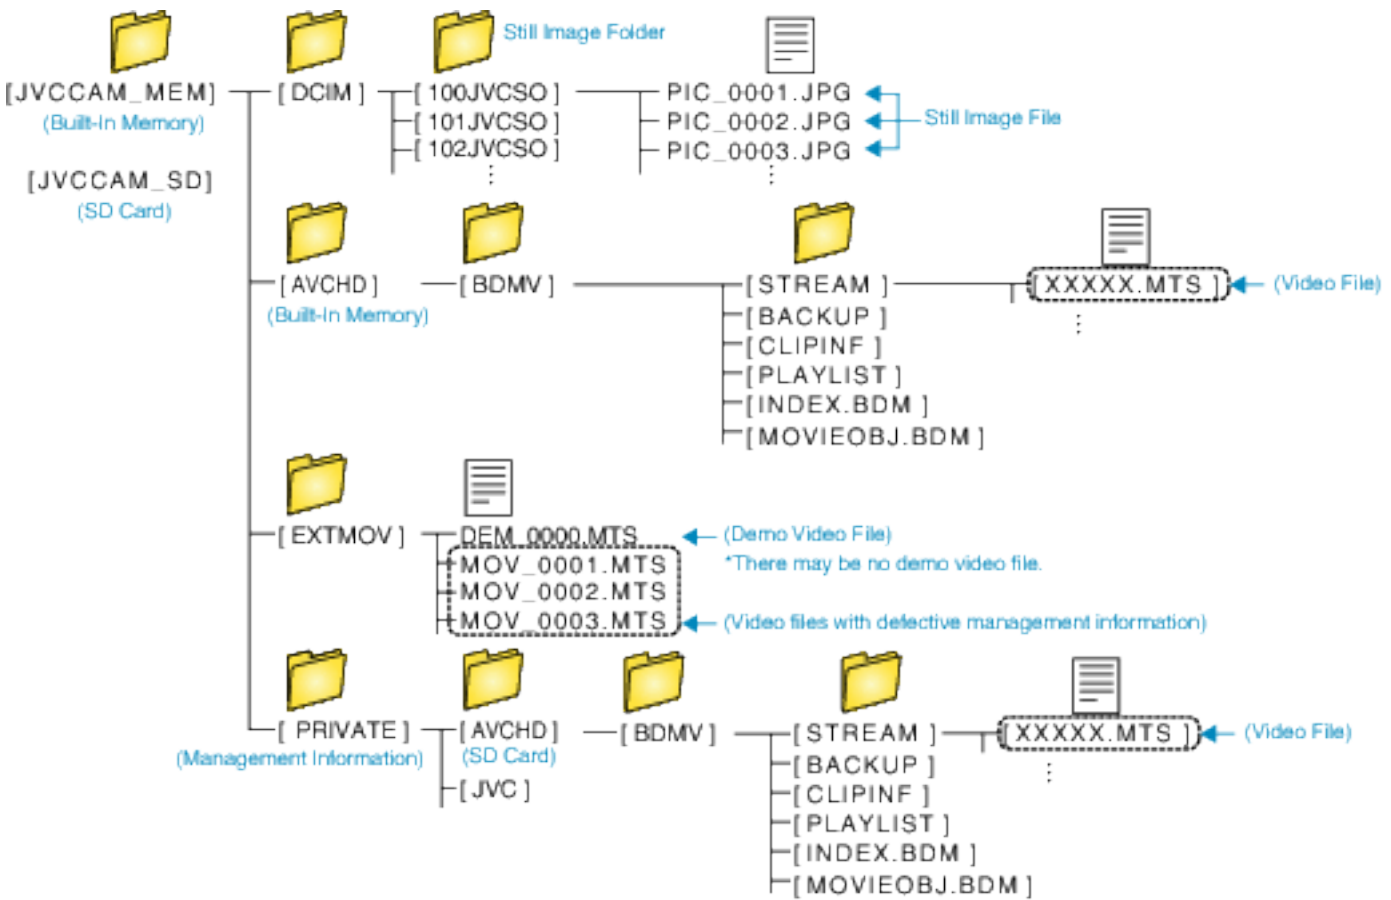 Still Image Folder
[JVCCAM_MEM] [ DCIM ] [ 100JVCSO ] PIC_0001.JPG
(Built-In Memory) [ 101JVCSO ] PIC_0002.JPG Still Image File
[ 102JVCSO ] PIC_0003.JPG
[JVCCAM_SD]
(SD Card)
[ AVCHD ] [ BDMV ] [ STREAM ] [ XXXXX.MTS ] (Video File)
(Built-In Memory) [ BACKUP ]
[ CLIPINF ]
[ PLAYLIST ]
[ INDEX.BDM ]
[ MOVIEOBJ.BDM ]
[ EXTMOV ] DEM_0000.MTS (Demo Video File)
MOV_0001.MTS *There may be no demo video file.
MOV_0002.MTS
MOV_0003.MTS (Video files with defective management information)
[ PRIVATE ] [ AVCHD ] [ BDMV ] [ STREAM ] [ XXXXX.MTS ] (Video File)
(Management Information) (SD Card) [ BACKUP ]
[ JVC ] [ CLIPINF ]
[ PLAYLIST ]
[ INDEX.BDM ]
[ MOVIEOBJ.BDM ]